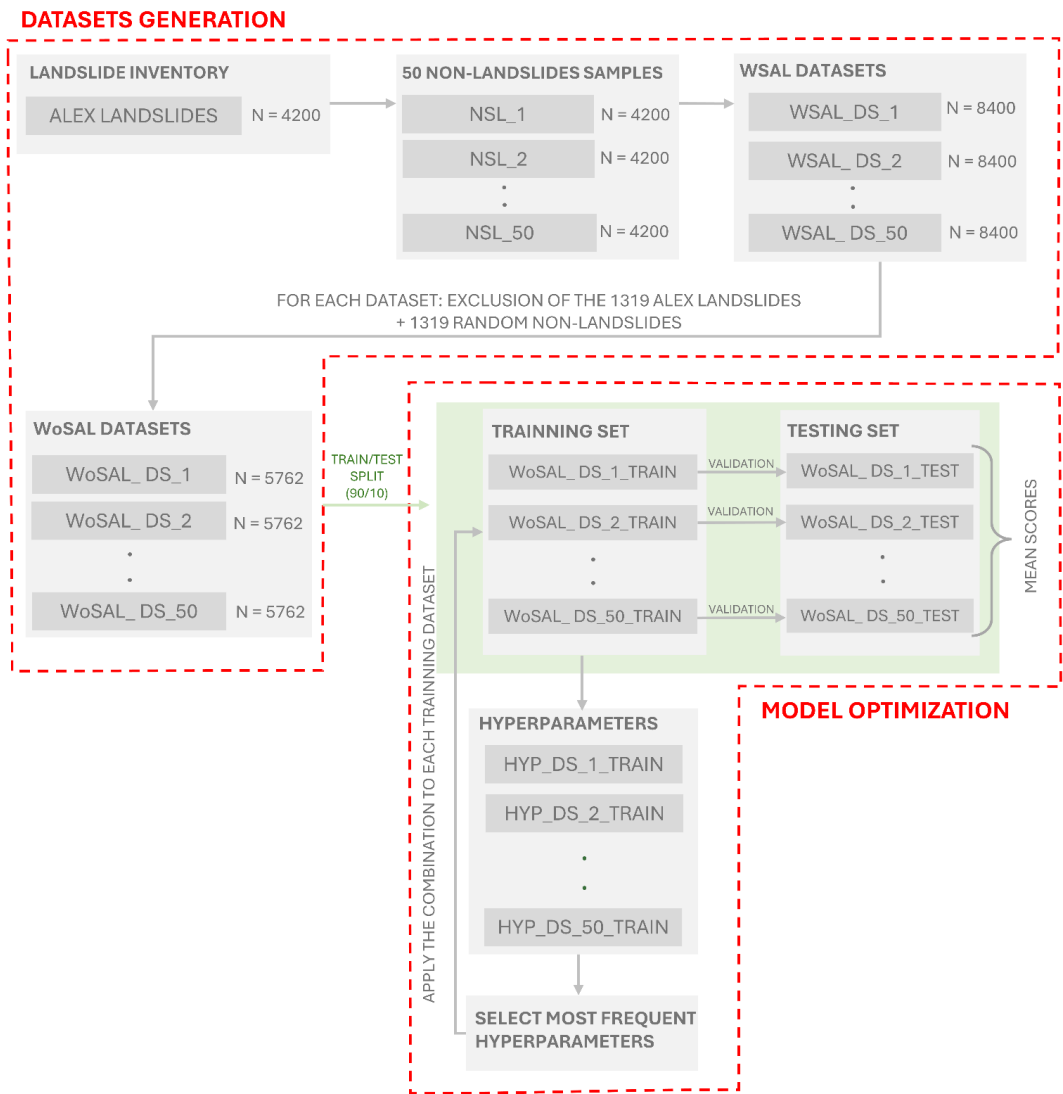 DATASETS GENERATION
LANDSLIDE INVENTORY
ALEX LANDSLIDES N = 4200
50 NON-LANDSLIDES SAMPLES
NSL_1 N = 4200
NSL_2 N = 4200
NSL_50 N = 4200
WSAL DATASETS
WSAL_DS_1 N = 8400
WSAL_ DS_2 N = 8400
WSAL_ DS_50 N = 8400
FOR EACH DATASET: EXCLUSION OF THE 1319 ALEX LANDSLIDES
+ 1319 RANDOM NON-LANDSLIDES
WoSAL DATASETS
WoSAL_ DS_1 N = 5762
WoSAL_ DS_2 N = 5762
WoSAL_ DS_50 N = 5762
TRAIN/TEST
SPLIT
(90/10)
TRAINNING SET
WoSAL_ DS_1_TRAIN
WoSAL_ DS_2_TRAIN
WoSAL_ DS_50_TRAIN
VALIDATION
VALIDATION
VALIDATION
TESTING SET
WoSAL_ DS_1_TEST
WoSAL_ DS_2_TEST
WoSAL_ DS_50_TEST
MEAN SCORES
MODEL OPTIMIZATION
HYPERPARAMETERS
HYP_DS_1_TRAIN
HYP_DS_2_TRAIN
HYP_DS_50_TRAIN
SELECT MOST FREQUENT
HYPERPARAMETERS
APPLY THE COMBINATION TO EACH TRAINNING DATASET